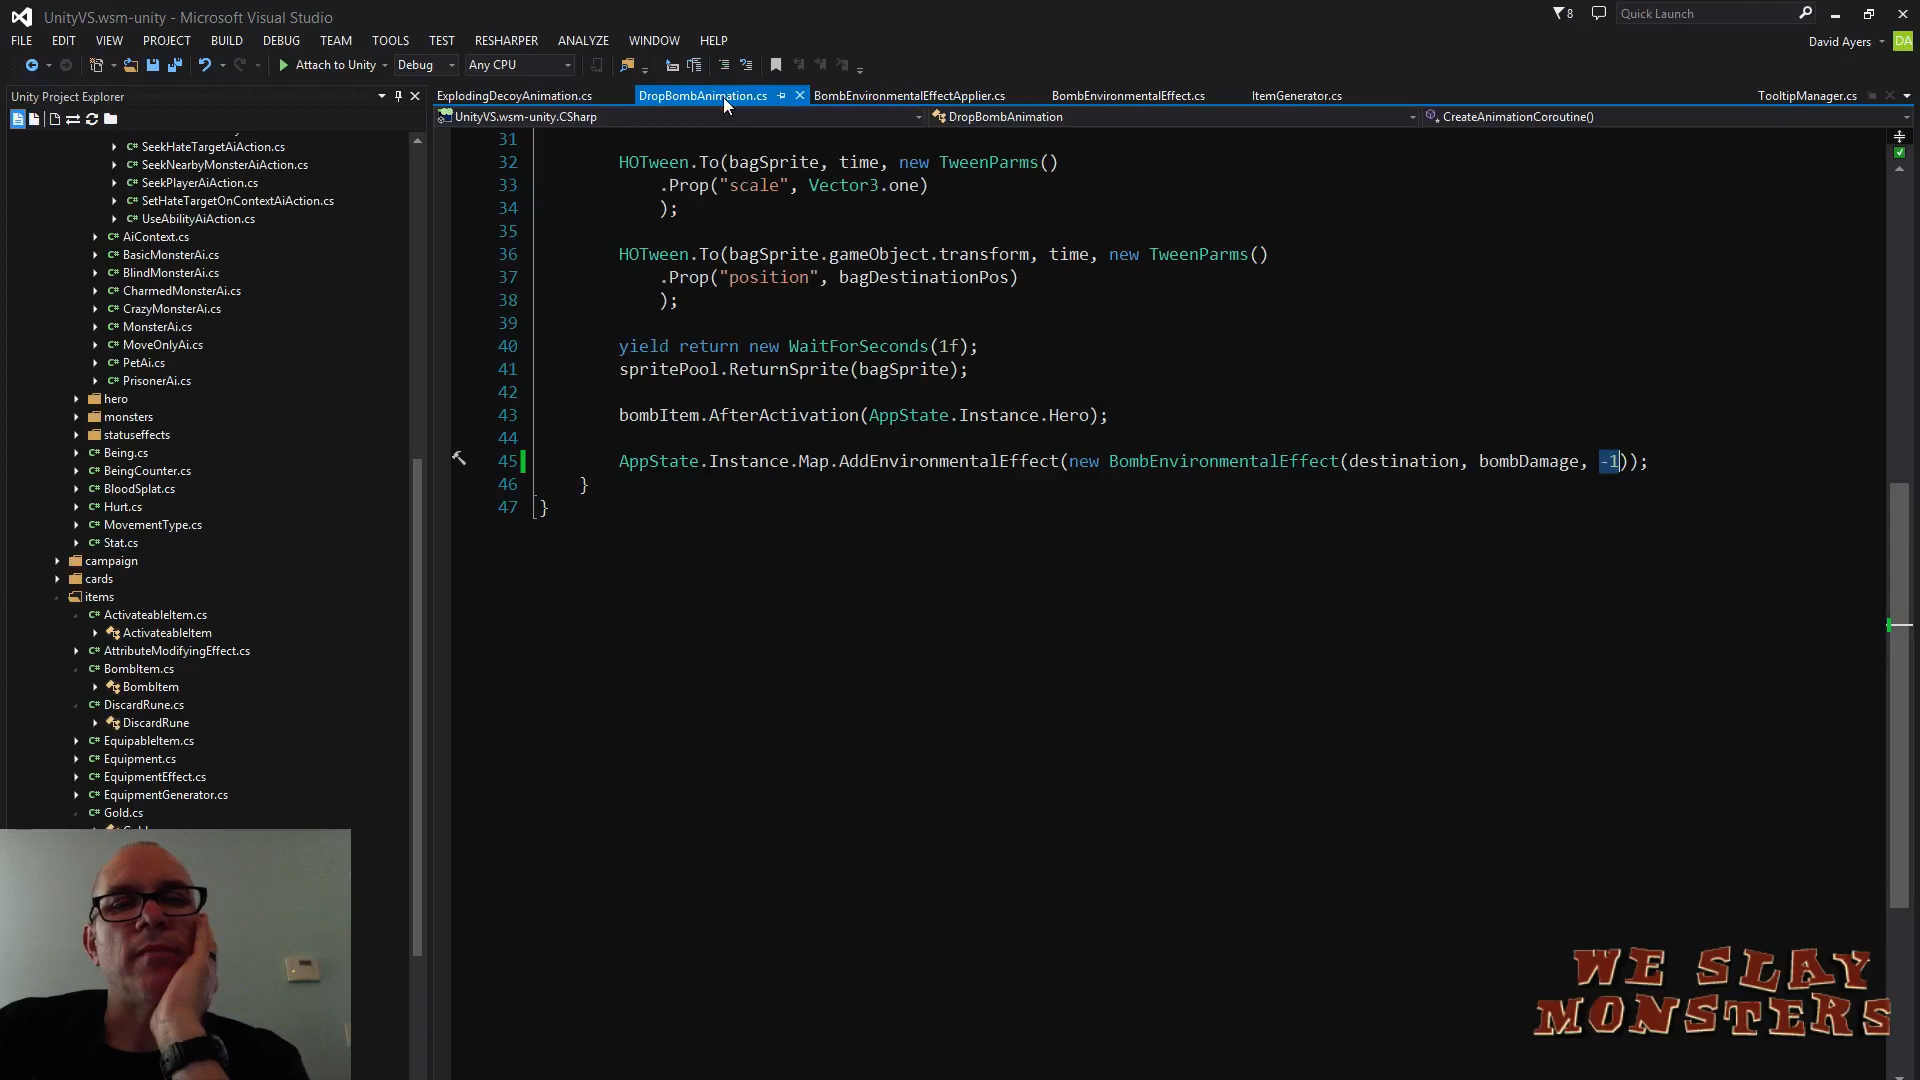 UnityVS.wsm-unity - Microsoft Visual Studio
8
Quick Launch
FILE EDIT VIEW PROJECT BUILD DEBUG TEAM TOOLS TEST RESHARPER ANALYZE WINDOW HELP
David Ayers DA
Attach to Unity Debug Any CPU
Unity Project Explorer
ExplodingDecoyAnimation.cs DropBombAnimation.cs BombEnvironmentalEffectApplier.cs BombEnvironmentalEffect.cs ItemGenerator.cs TooltipManager.cs
UnityVS.wsm-unity.CSharp DropBombAnimation CreateAnimationCoroutine()
C# SeekHateTargetAiAction.cs
C# SeekNearbyMonsterAiAction.cs
C# SeekPlayerAiAction.cs
C# SetHateTargetOnContextAiAction.cs
C# UseAbilityAiAction.cs
C# AiContext.cs
C# BasicMonsterAi.cs
C# BlindMonsterAi.cs
C# CharmedMonsterAi.cs
C# CrazyMonsterAi.cs
C# MonsterAi.cs
C# MoveOnlyAi.cs
C# PetAi.cs
C# PrisonerAi.cs
hero
monsters
statuseffects
C# Being.cs
C# BeingCounter.cs
C# BloodSplat.cs
C# Hurt.cs
C# MovementType.cs
C# Stat.cs
campaign
cards
items
C# ActivateableItem.cs
ActivateableItem
C# AttributeModifyingEffect.cs
C# BombItem.cs
BombItem
C# DiscardRune.cs
DiscardRune
C# EquipableItem.cs
C# Equipment.cs
C# EquipmentEffect.cs
C# EquipmentGenerator.cs
C# Gold.cs
31
32 HOTween.To(bagSprite, time, new TweenParms()
33 .Prop("scale", Vector3.one)
34 );
35
36 HOTween.To(bagSprite.gameObject.transform, time, new TweenParms()
37 .Prop("position", bagDestinationPos)
38 );
39
40 yield return new WaitForSeconds(1f);
41 spritePool.ReturnSprite(bagSprite);
42
43 bombItem.AfterActivation(AppState.Instance.Hero);
44
45 AppState.Instance.Map.AddEnvironmentalEffect(new BombEnvironmentalEffect(destination, bombDamage, -1));
46 }
47 }
WE SLAY
MONSTERS